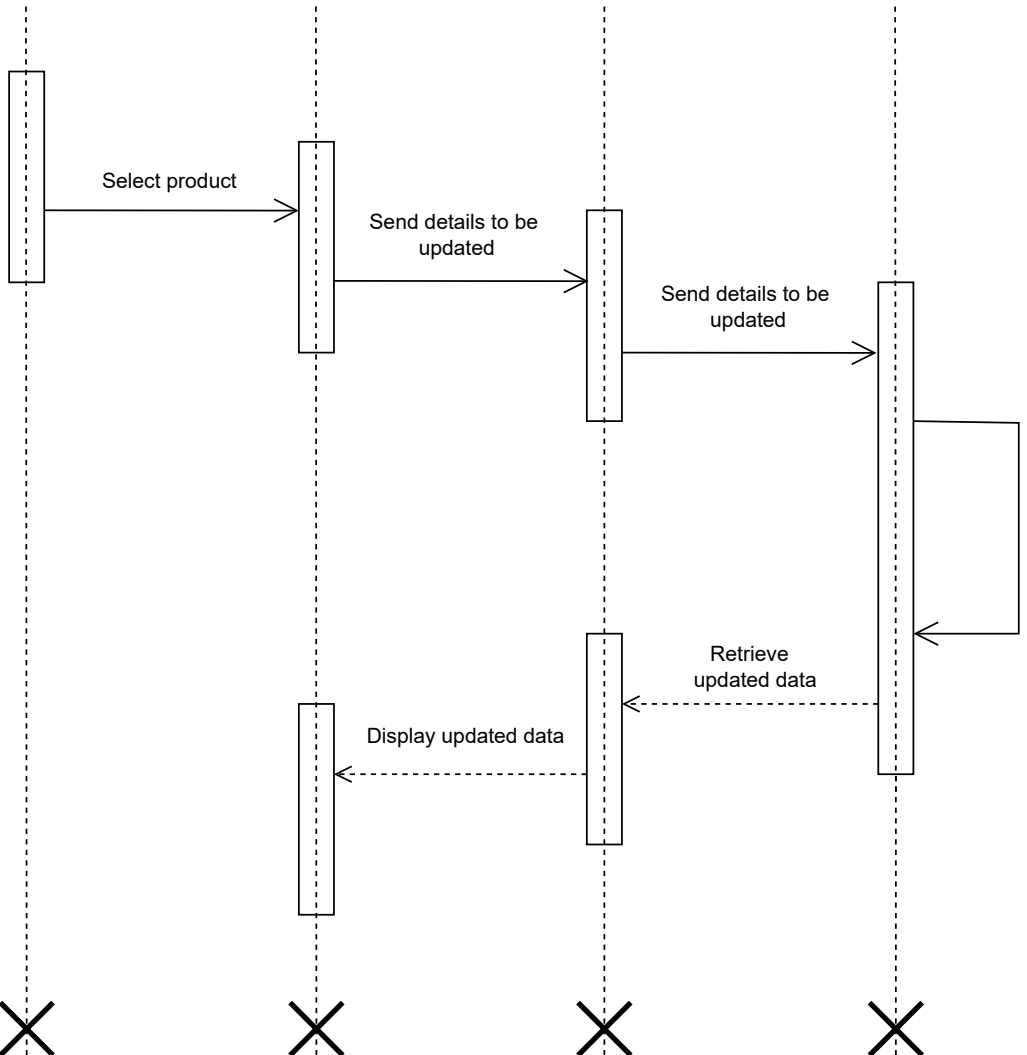 Select product
Send details to be
updated
Send details to be
updated
Retrieve
updated data
Display updated data